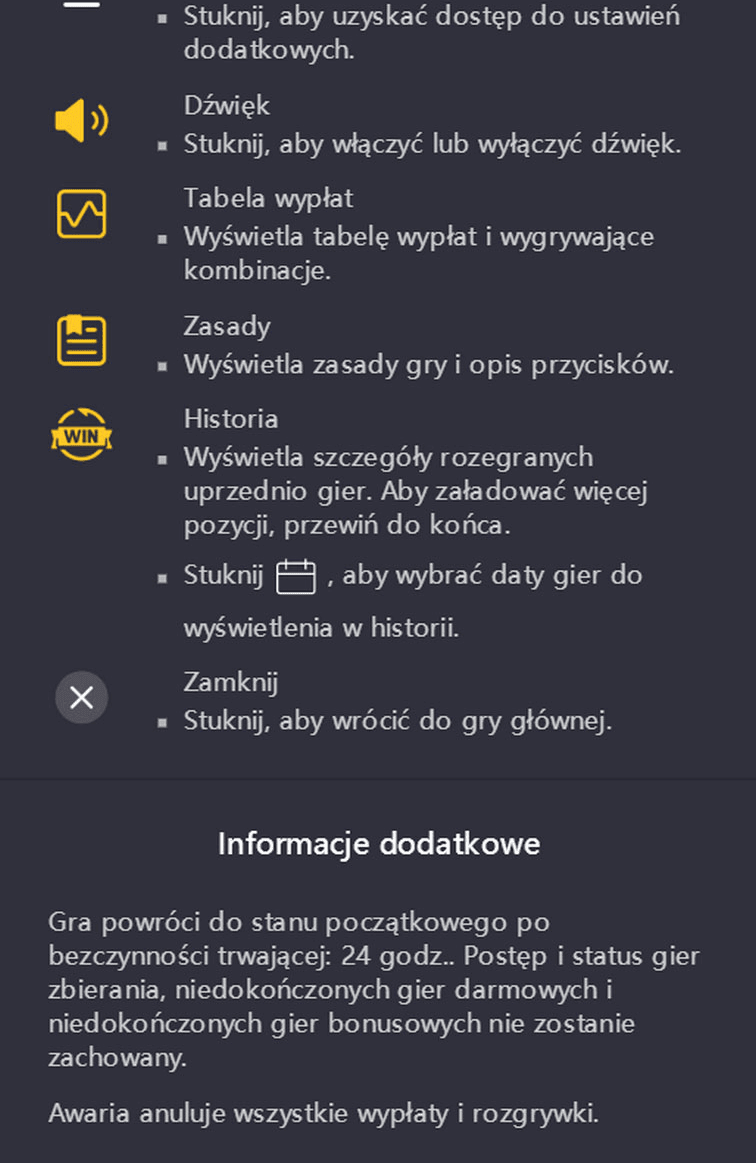 Stuknij, aby uzyskać dostęp do ustawień
dodatkowych.
Dźwięk
Stuknij, aby włączyć lub wyłączyć dźwięk.
Tabela wypłat
Wyświetla tabelę wypłat i wygrywające
kombinacje.
Zasady
Wyświetla zasady gry i opis przycisków.
WIN
Historia
Wyświetla szczegóły rozegranych
uprzednio gier. Aby załadować więcej
pozycji, przewiń do końca.
Stuknij , aby wybrać daty gier do
wyświetlenia w historii.
Zamknij
Stuknij, aby wrócić do gry głównej.
Informacje dodatkowe
Gra powróci do stanu początkowego po
bezczynności trwającej: 24 godz.. Postęp i status gier
zbierania, niedokończonych gier darmowych i
niedokończonych gier bonusowych nie zostanie
zachowany.
Awaria anuluje wszystkie wypłaty i rozgrywki.